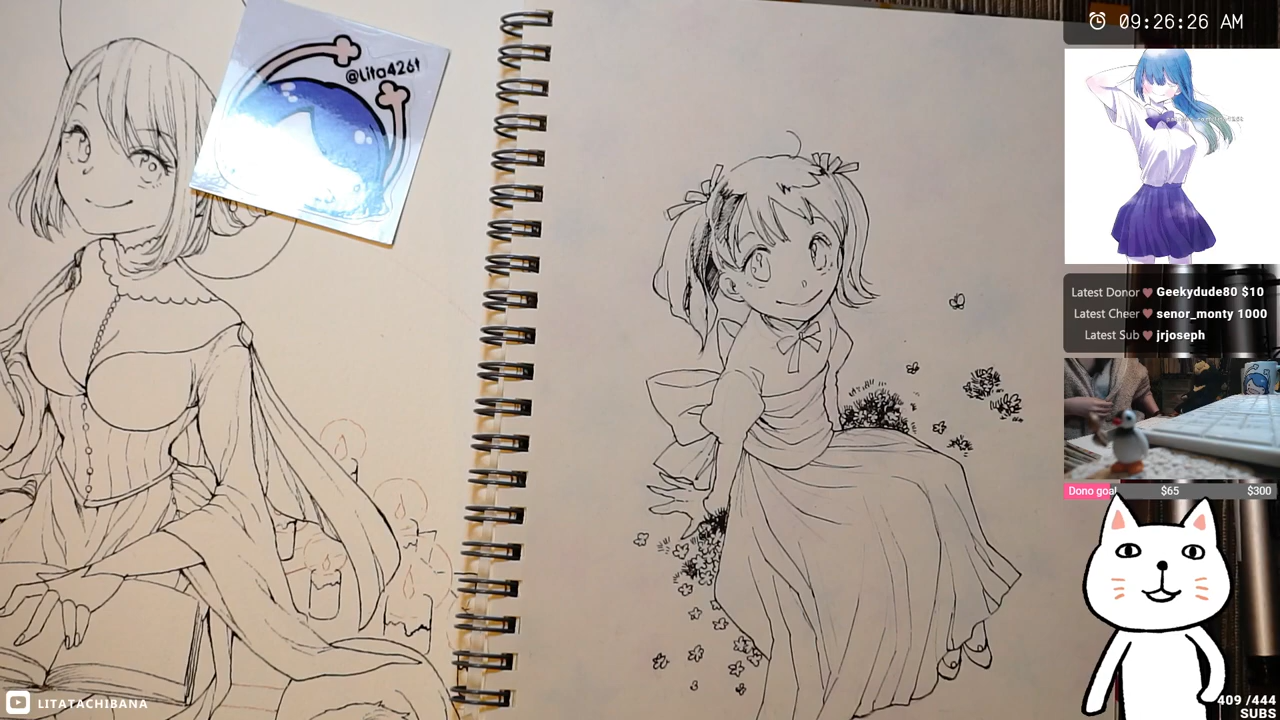 @Lita426t
09:26:26 AM
Latest Donor Geekydude80 $10
Latest Cheer senor_monty 1000
Latest Sub jrjoseph
Dono goal $65 $300
409 /444
SUBS
LITATACHIBANA